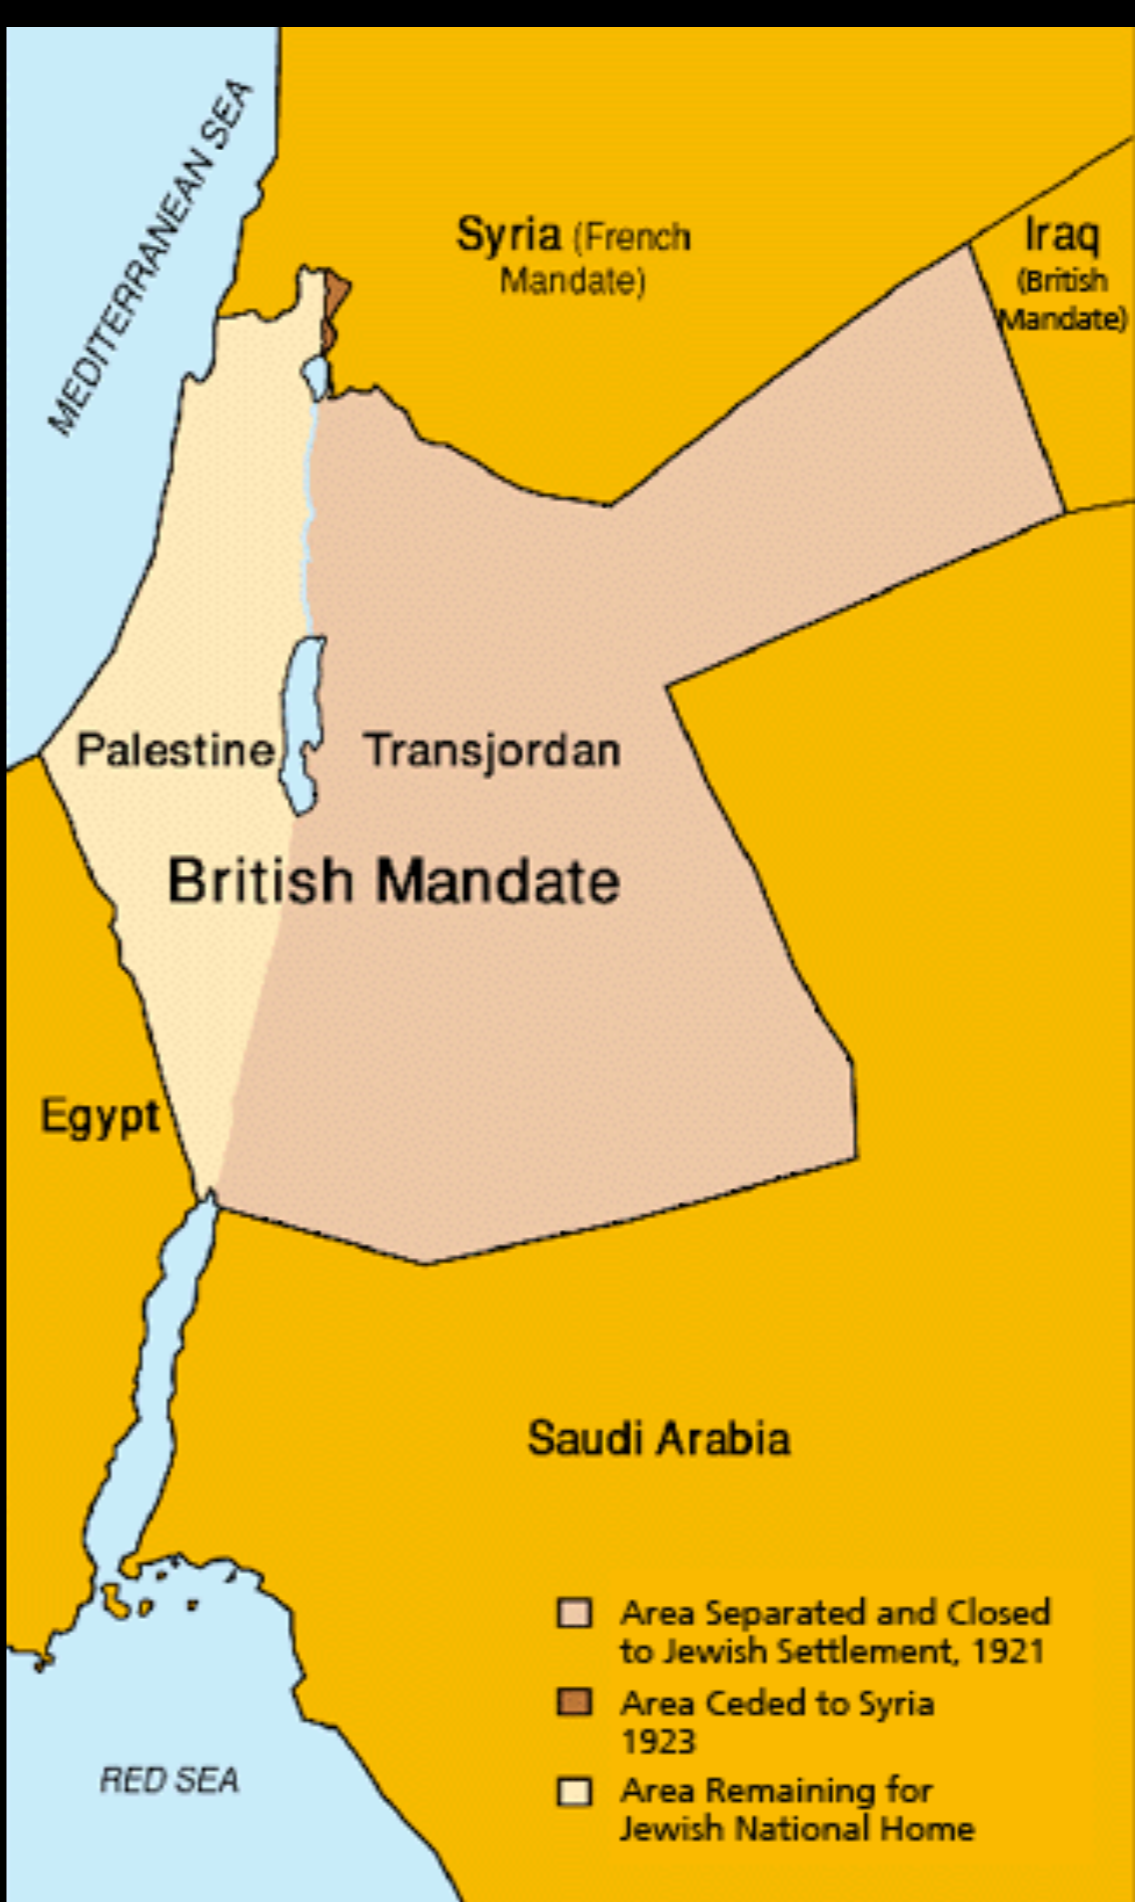 MEDITERRANEAN SEA
Syria (French
Mandate)
Iraq
(British
Mandate)
Palestine
Transjordan
British Mandate
Egypt
Saudi Arabia
Area Separated and Closed
to Jewish Settlement, 1921
Area Ceded to Syria
1923
Area Remaining for
Jewish National Home
RED SEA